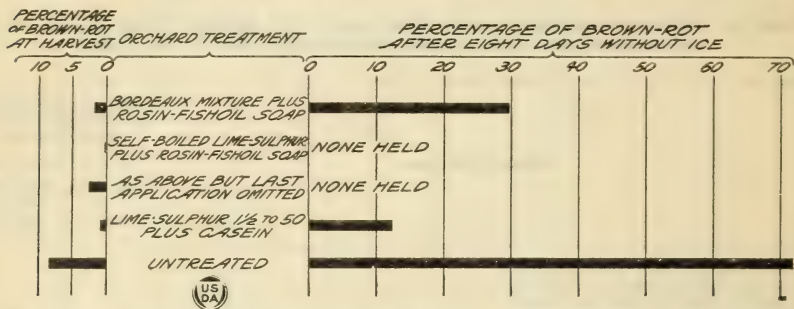 PERCENTAGE
OF BROWN-ROT
AT HARVEST
ORCHARD TREATMENT
PERCENTAGE OF BROWN-ROT
AFTER EIGHT DAYS WITHOUT ICE
10 5 0
0 10 20 30 40 50 60 70
BORDEAUX MIXTURE PLUS
ROSIN-FISHOIL SOAP
SELF-BOILED LIME-SULPHUR
PLUS ROSIN-FISHOIL SOAP
NONE HELD
AS ABOVE BUT LAST
APPLICATION OMITTED
NONE HELD
LIME-SULPHUR 1½ TO 50
PLUS CASEIN
UNTREATED
US
DA